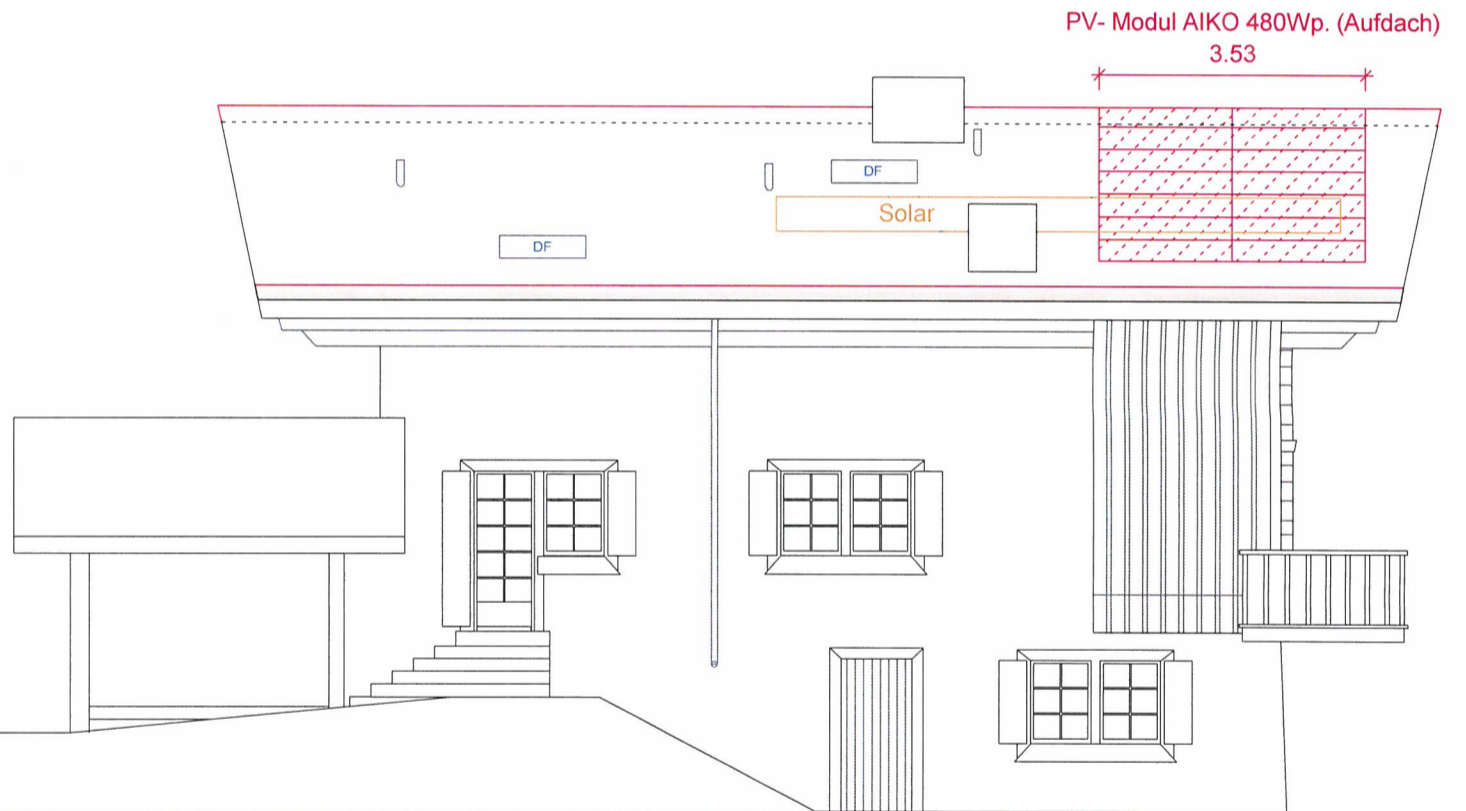 PV- Modul AIKO 480Wp. (Aufdach)
3.53
DF
Solar
DF